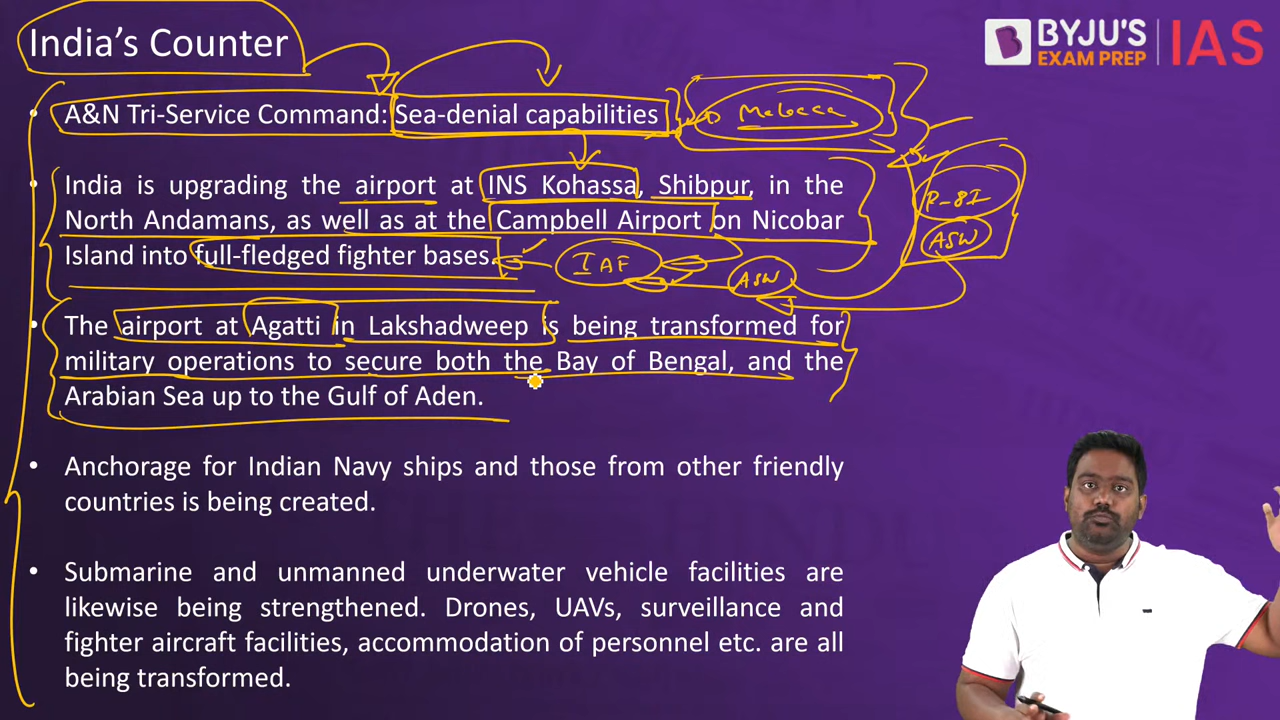 India's Counter
BYJU'S
EXAM PREP
IAS
• A&N Tri-Service Command: Sea-denial capabilities
Malacca
• India is upgrading the airport at INS Kohassa, Shibpur, in the
North Andamans, as well as at the Campbell Airport on Nicobar
Island into full-fledged fighter bases.
P-8I
ASW
IAF
ASW
• The airport at Agatti in Lakshadweep is being transformed for
military operations to secure both the Bay of Bengal, and the
Arabian Sea up to the Gulf of Aden.
• Anchorage for Indian Navy ships and those from other friendly
countries is being created.
• Submarine and unmanned underwater vehicle facilities are
likewise being strengthened. Drones, UAVs, surveillance and
fighter aircraft facilities, accommodation of personnel etc. are all
being transformed.